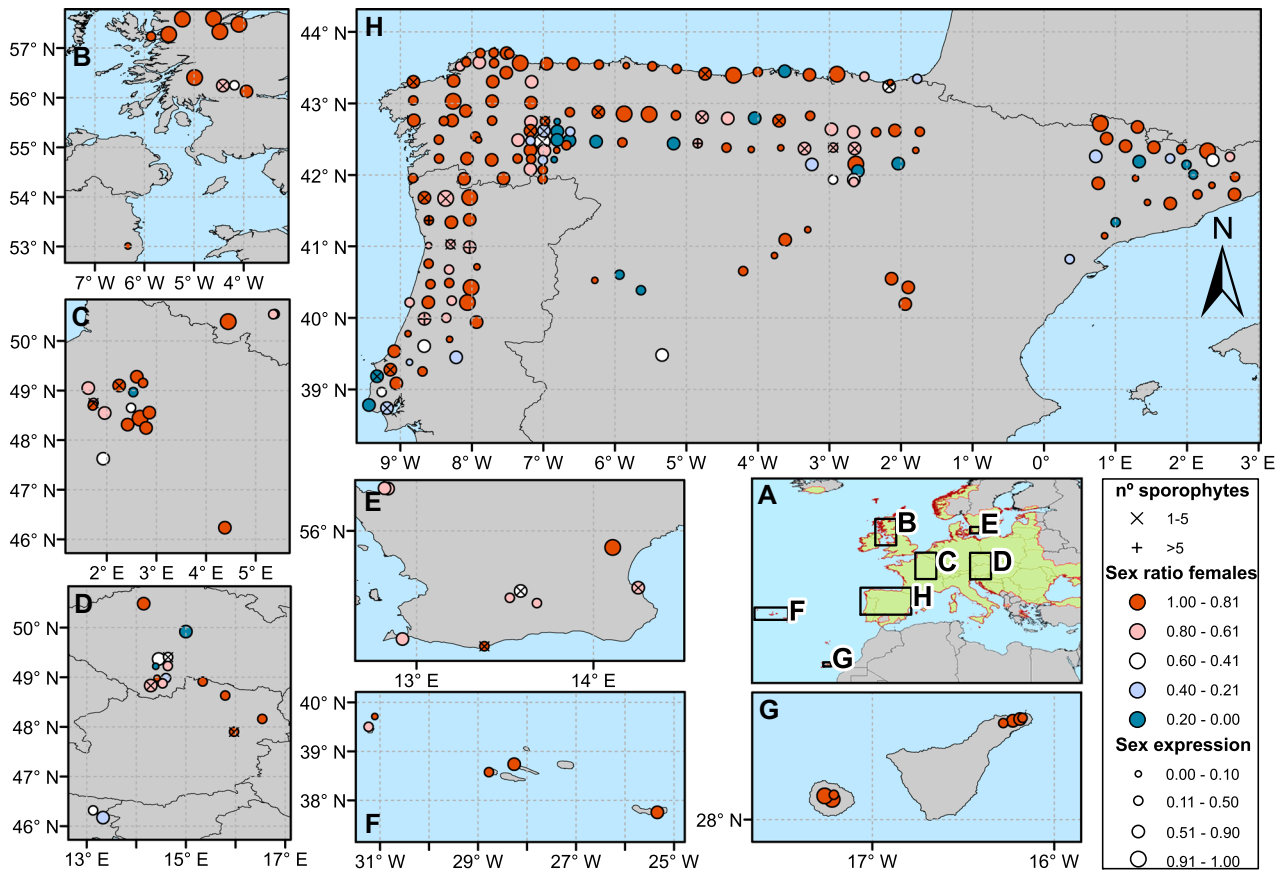 B
57° N
56° N
55° N
54° N
53° N
7° W 6° W 5° W 4° W
C
50° N
49° N
48° N
47° N
46° N
2° E 3° E 4° E 5° E
D
50° N
49° N
48° N
47° N
46° N
13° E 15° E 17° E
H
44° N
43° N
42° N
41° N
40° N
39° N
9° W 8° W 7° W 6° W 5° W 4° W 3° W 2° W 1° W 0° 1° E 2° E 3° E
N
E
56° N
13° E 14° E
F
40° N
39° N
38° N
31° W 29° W 27° W 25° W
A
B
E
C
D
H
F
G
G
28° N
17° W 16° W
nº sporophytes
1-5
>5
Sex ratio females
1.00 - 0.81
0.80 - 0.61
0.60 - 0.41
0.40 - 0.21
0.20 - 0.00
Sex expression
0.00 - 0.10
0.11 - 0.50
0.51 - 0.90
0.91 - 1.00